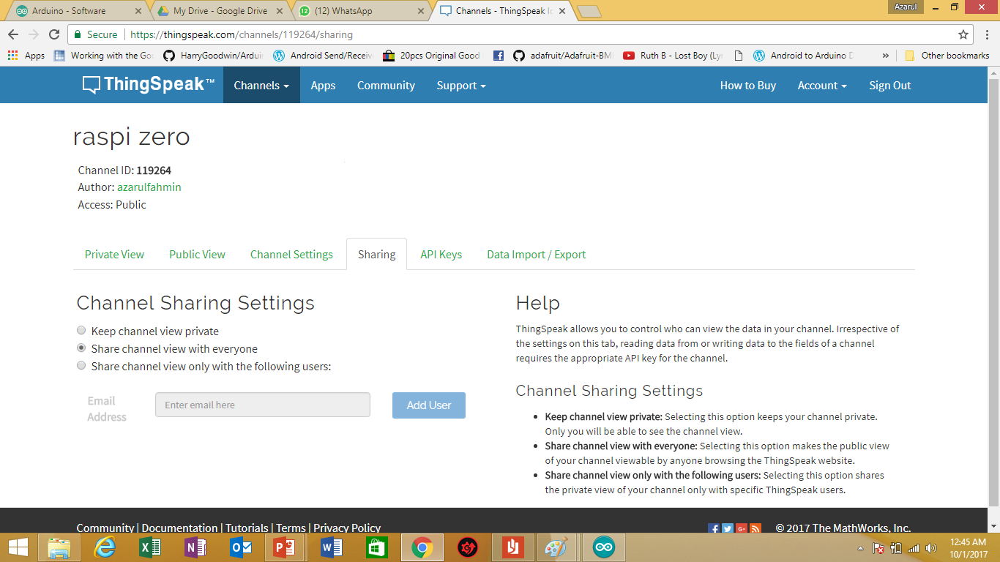 Arduino - Software
My Drive - Google Drive
(12) WhatsApp
Channels - ThingSpeak
Azarul
Secure
https://thingspeak.com/channels/119264/sharing
Apps
Working with the Go
HarryGoodwin/Ardui
Android Send/Receiv
20pcs Original Good
adafruit/Adafruit-BM
Ruth B - Lost Boy (Ly
Android to Arduino
»
Other bookmarks
ThingSpeak™
Channels
Apps
Community
Support
How to Buy
Account
Sign Out
raspi zero
Channel ID: 119264
Author: azarulfahmin
Access: Public
Private View
Public View
Channel Settings
Sharing
API Keys
Data Import / Export
Channel Sharing Settings
Keep channel view private
Share channel view with everyone
Share channel view only with the following users:
Email
Address
Enter email here
Add User
Help
ThingSpeak allows you to control who can view the data in your channel. Irrespective of
the settings on this tab, reading data from or writing data to the fields of a channel
requires the appropriate API key for the channel.
Channel Sharing Settings
• Keep channel view private: Selecting this option keeps your channel private.
Only you will be able to see the channel view.
• Share channel view with everyone: Selecting this option makes the public view
of your channel viewable by anyone browsing the ThingSpeak website.
• Share channel view only with the following users: Selecting this option shares
the private view of your channel only with specific ThingSpeak users.
Community | Documentation | Tutorials | Terms | Privacy Policy
© 2017 The MathWorks, Inc.
12:45 AM
10/1/2017